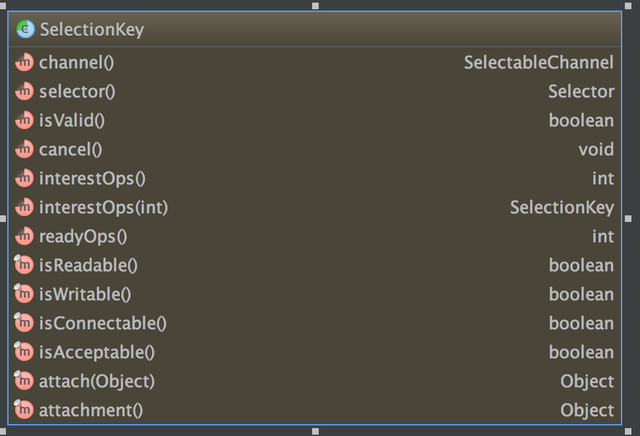 SelectionKey
channel() SelectableChannel
selector() Selector
isValid() boolean
cancel() void
interestOps() int
interestOps(int) SelectionKey
readyOps() int
isReadable() boolean
isWritable() boolean
isConnectable() boolean
isAcceptable() boolean
attach(Object) Object
attachment() Object